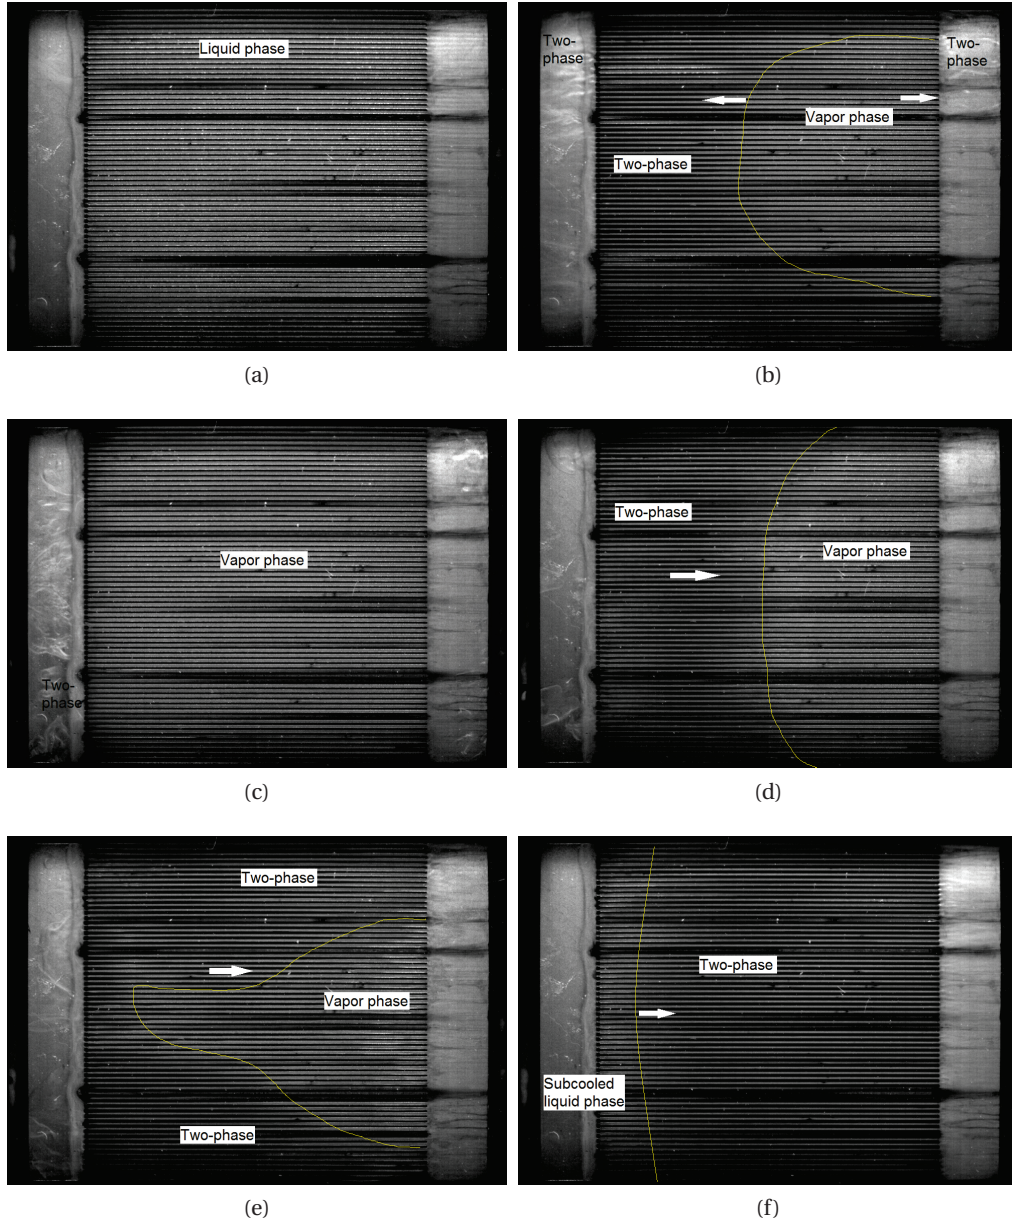 Liquid phase
(a)
Two-
phase
Two-
phase
Vapor phase
Two-phase
(b)
Vapor phase
Two-
phase
(c)
Two-phase
Vapor phase
(d)
Two-phase
Vapor phase
Two-phase
(e)
Two-phase
Subcooled
liquid phase
(f)